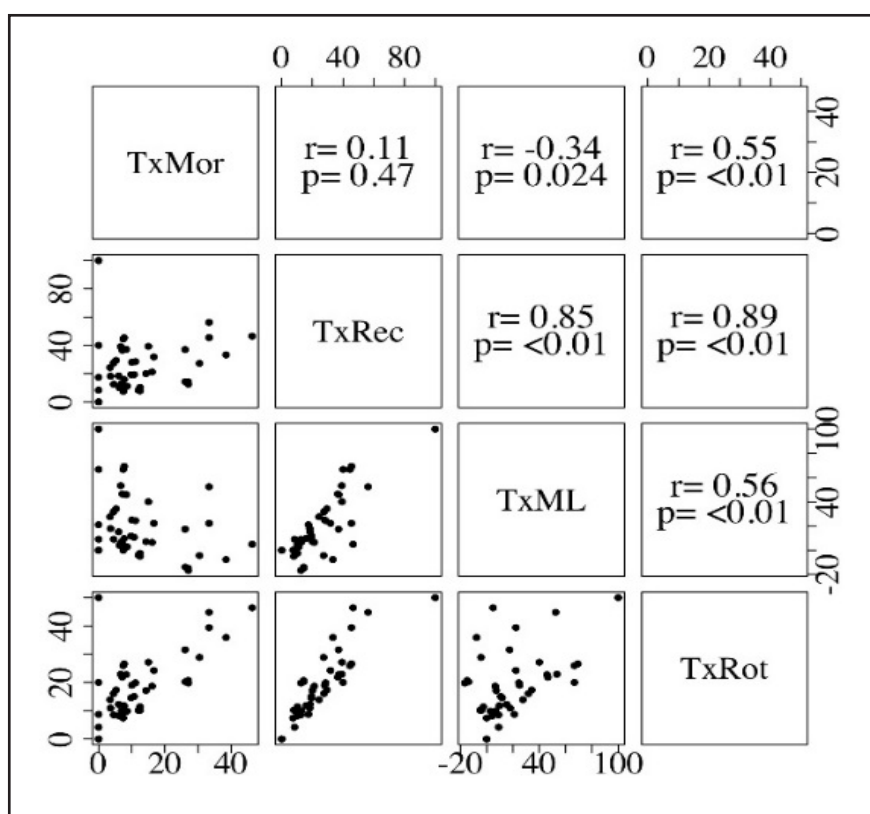 0 40 80
0 20 40
TxMor
r= 0.11
p= 0.47
r= -0.34
p= 0.024
r= 0.55
p= <0.01
0 20 40
0 40 80
TxRec
r= 0.85
p= <0.01
r= 0.89
p= <0.01
TxML
r= 0.56
p= <0.01
-20 40 100
0 20 40
TxRot
0 20 40
-20 40 100